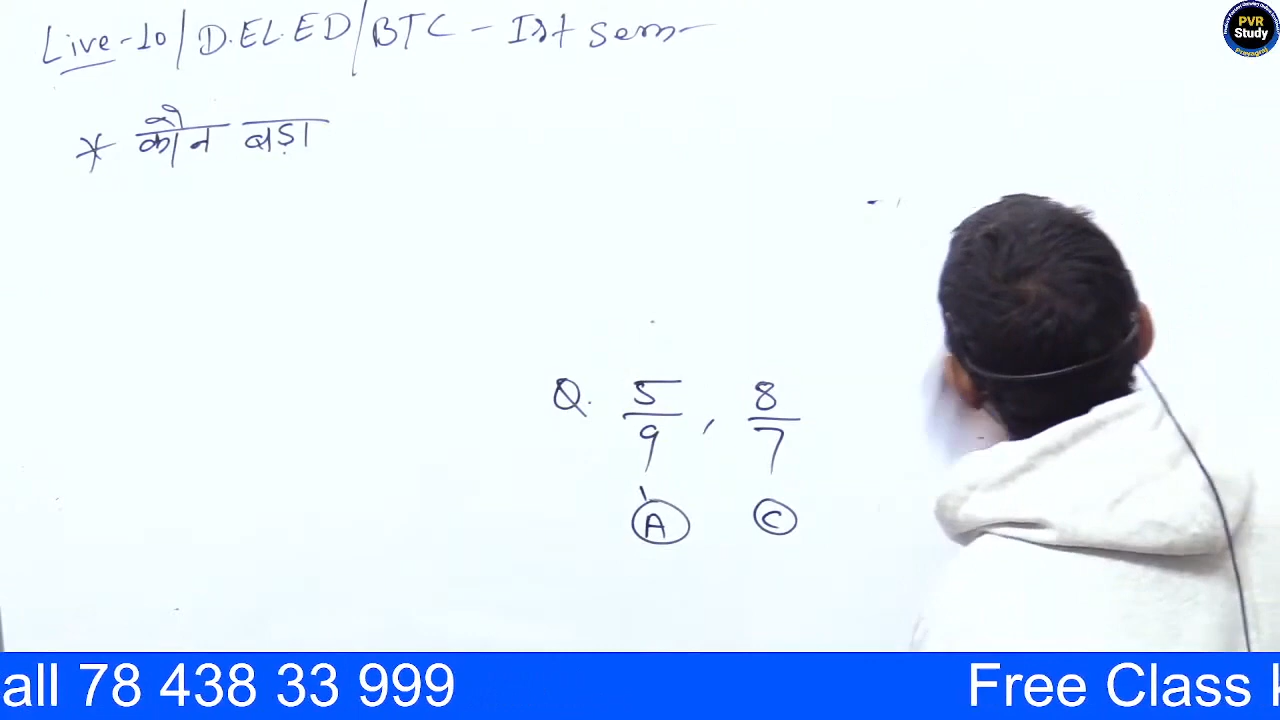 Live-10/D.EL.ED/BTC - Ist sem
* कौन बड़ा
Q. 5/9, 8/7
A C
PVR
Study
Prayagraj
all 78 438 33 999 Free Class